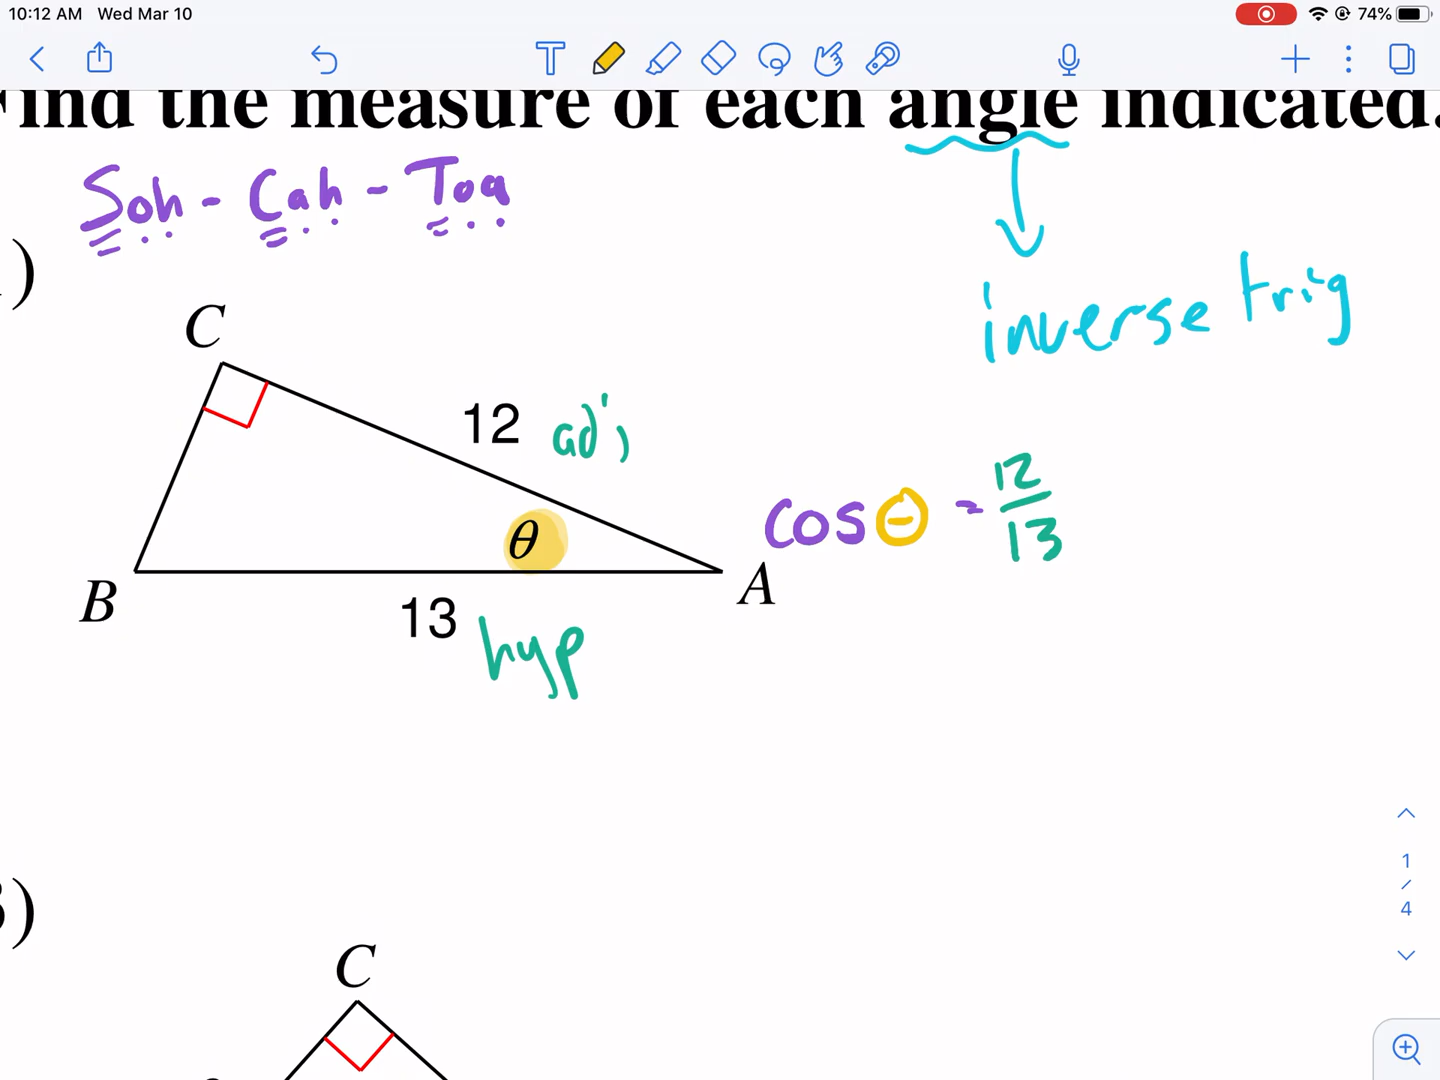 10:12 AM Wed Mar 10
74%
T
Find the measure of each angle indicated.
Soh - Cah - Toa
)
inverse trig
C
12 adj
θ
cos θ = 12/13
B
A
13 hyp
1
/
4
3)
C